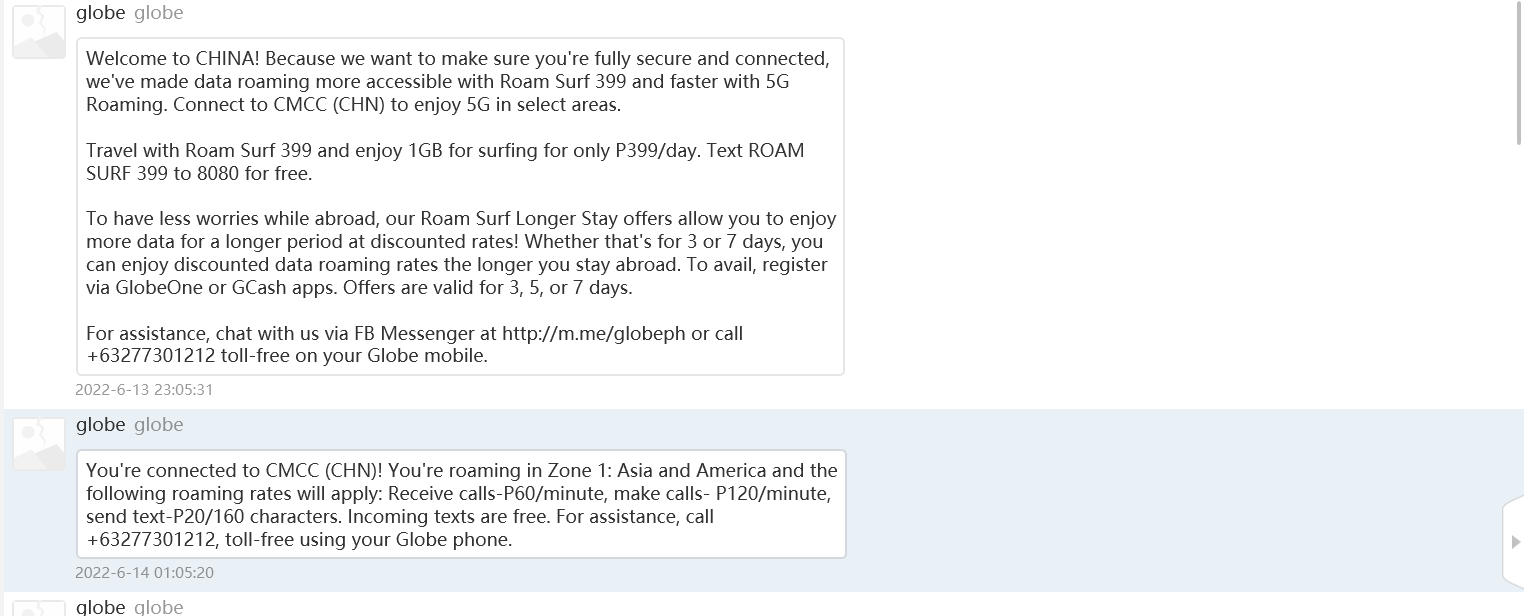 globe globe
Welcome to CHINA! Because we want to make sure you're fully secure and connected,
we've made data roaming more accessible with Roam Surf 399 and faster with 5G
Roaming. Connect to CMCC (CHN) to enjoy 5G in select areas.
Travel with Roam Surf 399 and enjoy 1GB for surfing for only P399/day. Text ROAM
SURF 399 to 8080 for free.
To have less worries while abroad, our Roam Surf Longer Stay offers allow you to enjoy
more data for a longer period at discounted rates! Whether that's for 3 or 7 days, you
can enjoy discounted data roaming rates the longer you stay abroad. To avail, register
via GlobeOne or GCash apps. Offers are valid for 3, 5, or 7 days.
For assistance, chat with us via FB Messenger at http://m.me/globeph or call
+63277301212 toll-free on your Globe mobile.
2022-6-13 23:05:31
globe globe
You're connected to CMCC (CHN)! You're roaming in Zone 1: Asia and America and the
following roaming rates will apply: Receive calls-P60/minute, make calls- P120/minute,
send text-P20/160 characters. Incoming texts are free. For assistance, call
+63277301212, toll-free using your Globe phone.
2022-6-14 01:05:20
globe globe